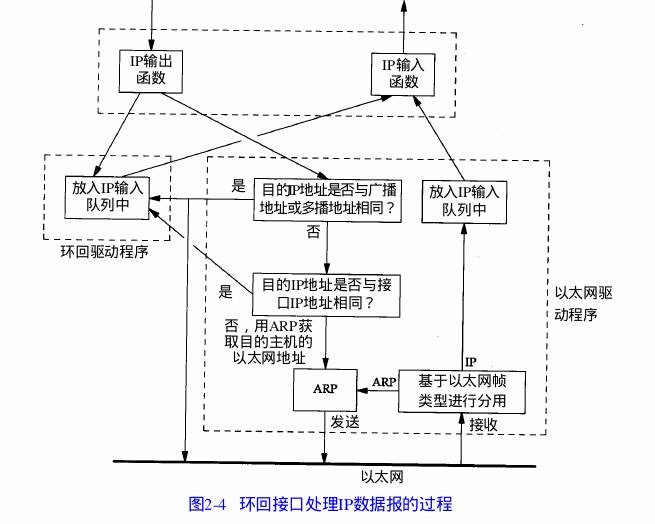 IP输出
函数
IP输入
函数
放入IP输入
队列中
是
目的IP地址是否与广播
地址或多播地址相同？
放入IP输入
队列中
否
环回驱动程序
是
目的IP地址是否与接
口IP地址相同？
以太网驱
动程序
否，用ARP获
取目的主机的
以太网地址
IP
ARP
ARP
基于以太网帧
类型进行分用
发送
接收
以太网
图2-4 环回接口处理IP数据报的过程